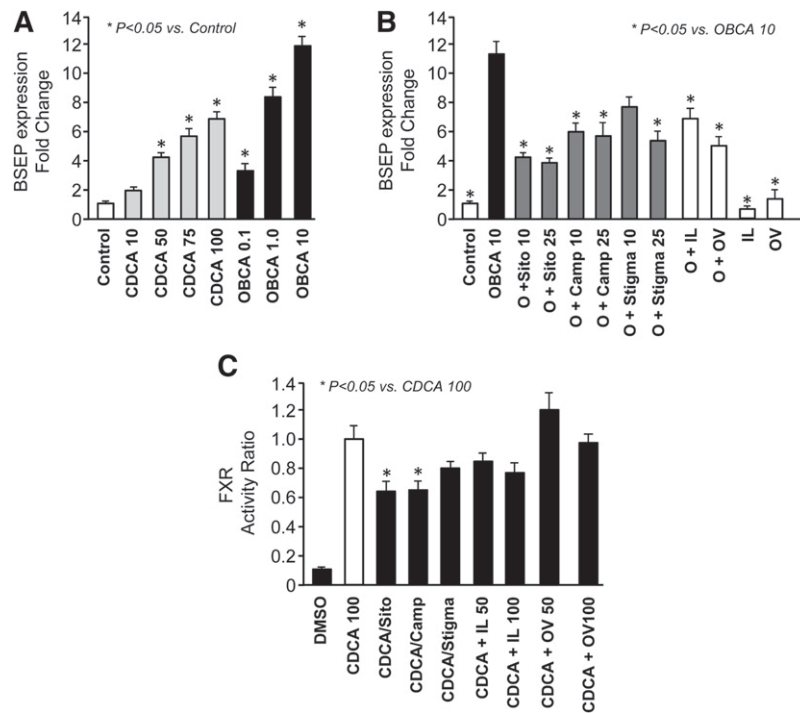 A
* P<0.05 vs. Control
BSEP expression
Fold Change
14
12
10
8
6
4
2
0
*
*
*
*
*
*
Control
CDCA 10
CDCA 50
CDCA 75
CDCA 100
OBCA 0.1
OBCA 1.0
OBCA 10
B
* P<0.05 vs. OBCA 10
BSEP expression
Fold Change
14
12
10
8
6
4
2
0
*
*
*
*
*
*
*
*
*
*
Control
OBCA 10
O +Sito 10
O + Sito 25
O + Camp 10
O + Camp 25
O + Stigma 10
O + Stigma 25
O + IL
O + OV
IL
OV
C
* P<0.05 vs. CDCA 100
FXR
Activity Ratio
1.4
1.2
1.0
0.8
0.6
0.4
0.2
0
*
*
DMSO
CDCA 100
CDCA/Sito
CDCA/Camp
CDCA/Stigma
CDCA + IL 50
CDCA + IL 100
CDCA + OV 50
CDCA + OV100